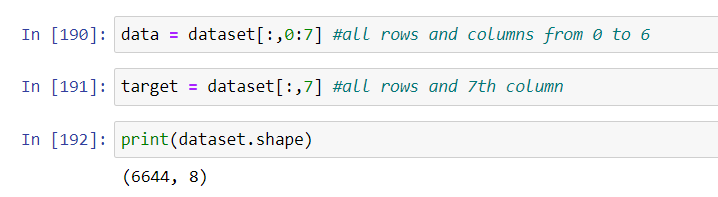 In [190]: data = dataset[:,0:7] #all rows and columns from 0 to 6
In [191]: target = dataset[:,7] #all rows and 7th column
In [192]: print(dataset.shape)
(6644, 8)